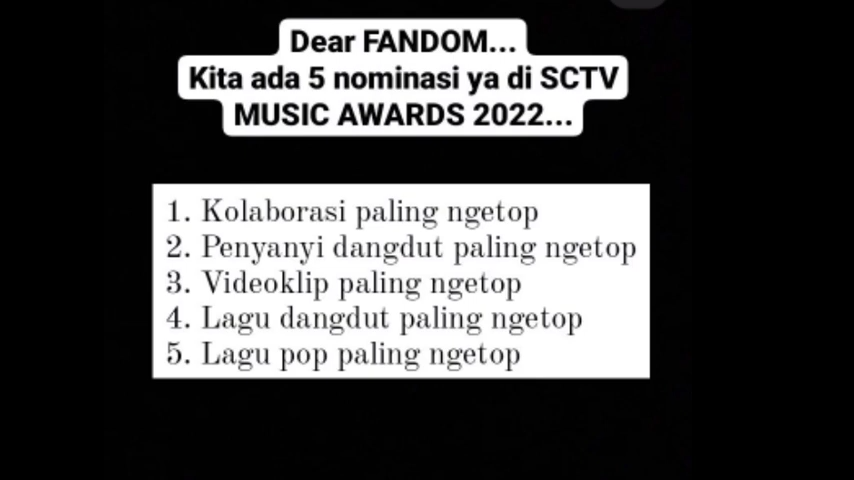 Dear FANDOM...
Kita ada 5 nominasi ya di SCTV
MUSIC AWARDS 2022...
1. Kolaborasi paling ngetop
2. Penyanyi dangdut paling ngetop
3. Videoklip paling ngetop
4. Lagu dangdut paling ngetop
5. Lagu pop paling ngetop